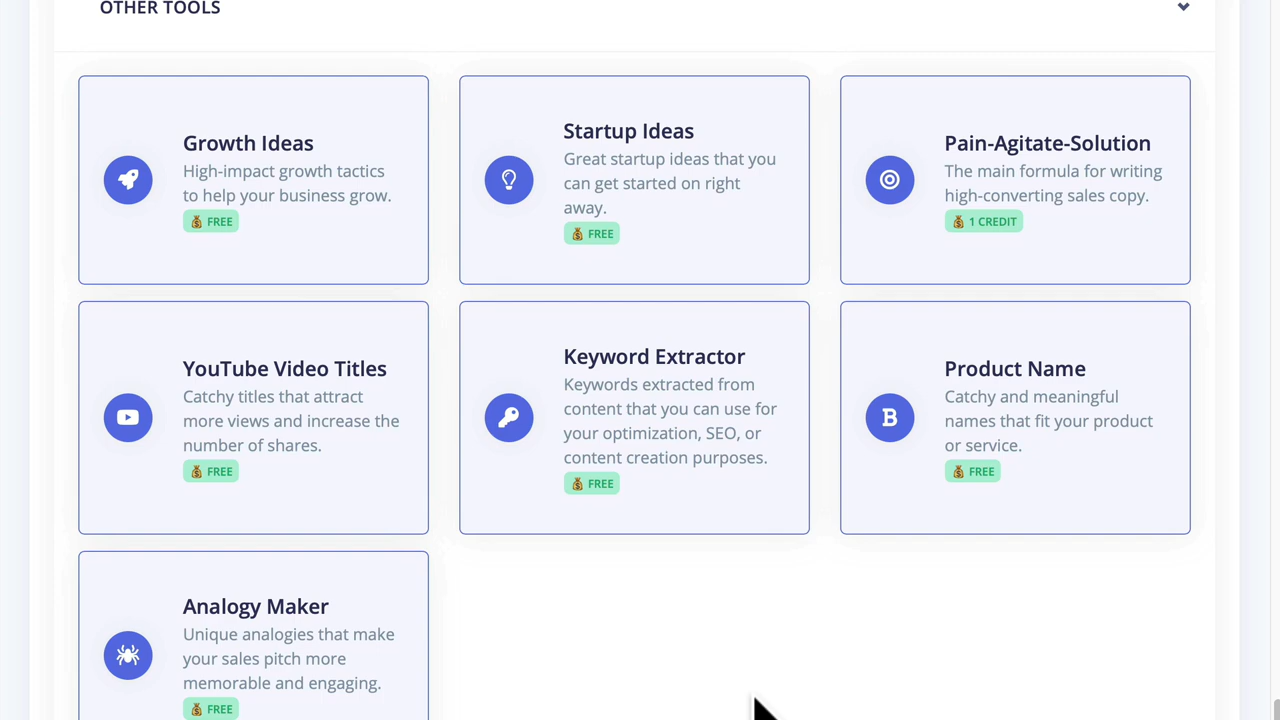 OTHER TOOLS
Growth Ideas
High-impact growth tactics
to help your business grow.
💰 FREE
Startup Ideas
Great startup ideas that you
can get started on right
away.
💰 FREE
Pain-Agitate-Solution
The main formula for writing
high-converting sales copy.
💰 1 CREDIT
YouTube Video Titles
Catchy titles that attract
more views and increase the
number of shares.
💰 FREE
Keyword Extractor
Keywords extracted from
content that you can use for
your optimization, SEO, or
content creation purposes.
💰 FREE
B
Product Name
Catchy and meaningful
names that fit your product
or service.
💰 FREE
Analogy Maker
Unique analogies that make
your sales pitch more
memorable and engaging.
💰 FREE